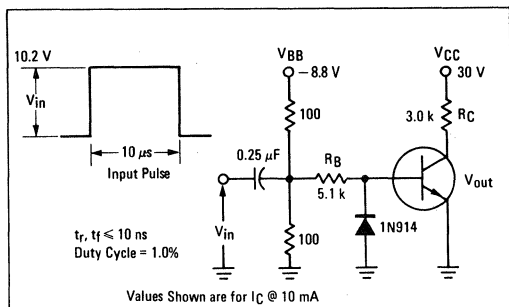 10.2 V
Vin
10 μs
Input Pulse
tr, tf ⩽ 10 ns
Duty Cycle = 1.0%
VBB
−8.8 V
100
0.25 μF
RB
5.1 k
Vin
100
1N914
VCC
30 V
3.0 k
RC
Vout
Values Shown are for IC @ 10 mA